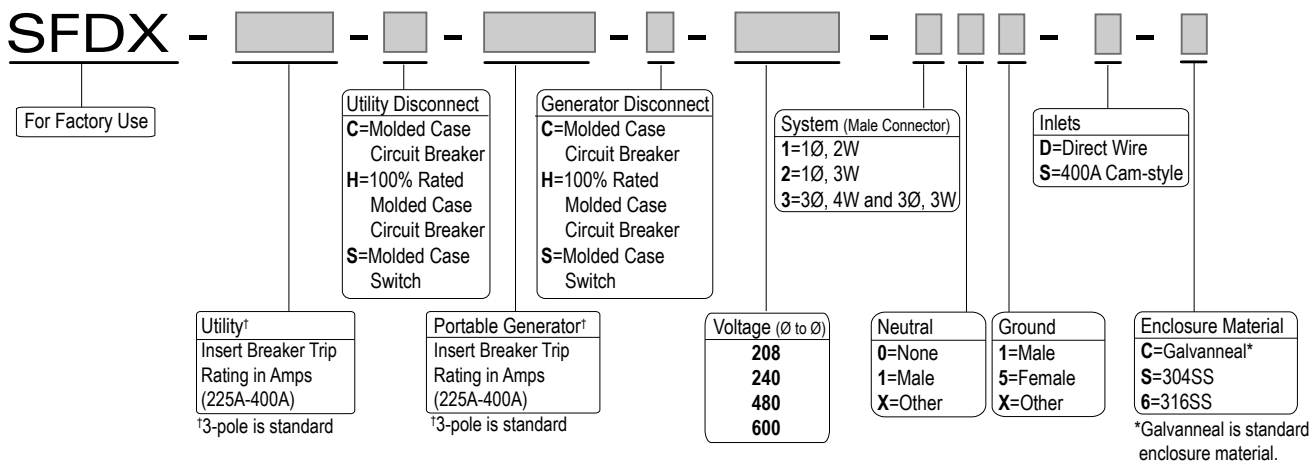 SFDX - - - - - - -
For Factory Use
Utility Disconnect
C=Molded Case
Circuit Breaker
H=100% Rated
Molded Case
Circuit Breaker
S=Molded Case
Switch
Generator Disconnect
C=Molded Case
Circuit Breaker
H=100% Rated
Molded Case
Circuit Breaker
S=Molded Case
Switch
System (Male Connector)
1=1Ø, 2W
2=1Ø, 3W
3=3Ø, 4W and 3Ø, 3W
Inlets
D=Direct Wire
S=400A Cam-style
Utility†
Insert Breaker Trip
Rating in Amps
(225A-400A)
†3-pole is standard
Portable Generator†
Insert Breaker Trip
Rating in Amps
(225A-400A)
†3-pole is standard
Voltage (Ø to Ø)
208
240
480
600
Neutral
0=None
1=Male
X=Other
Ground
1=Male
5=Female
X=Other
Enclosure Material
C=Galvanneal*
S=304SS
6=316SS
*Galvanneal is standard
enclosure material.